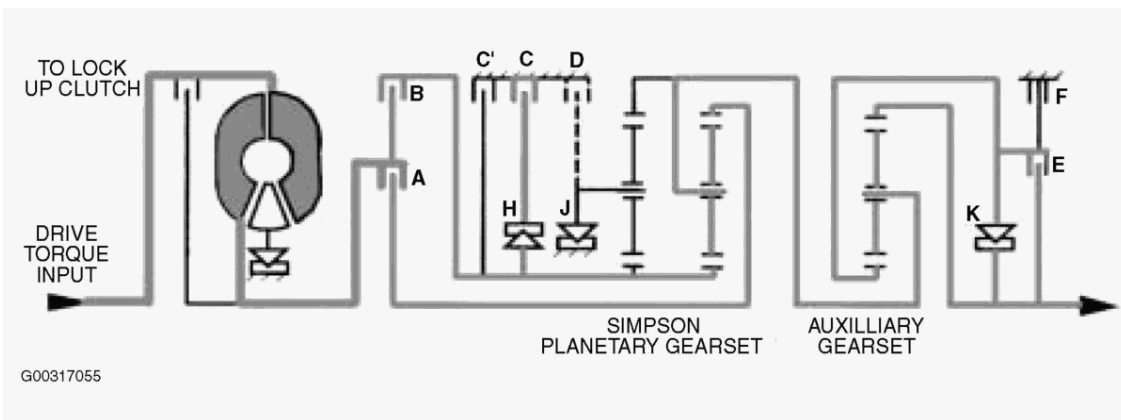 TO LOCK
UP CLUTCH
C' C D
B
F
A
E
H J
K
DRIVE
TORQUE
INPUT
SIMPSON
PLANETARY GEARSET
AUXILLIARY
GEARSET
G00317055